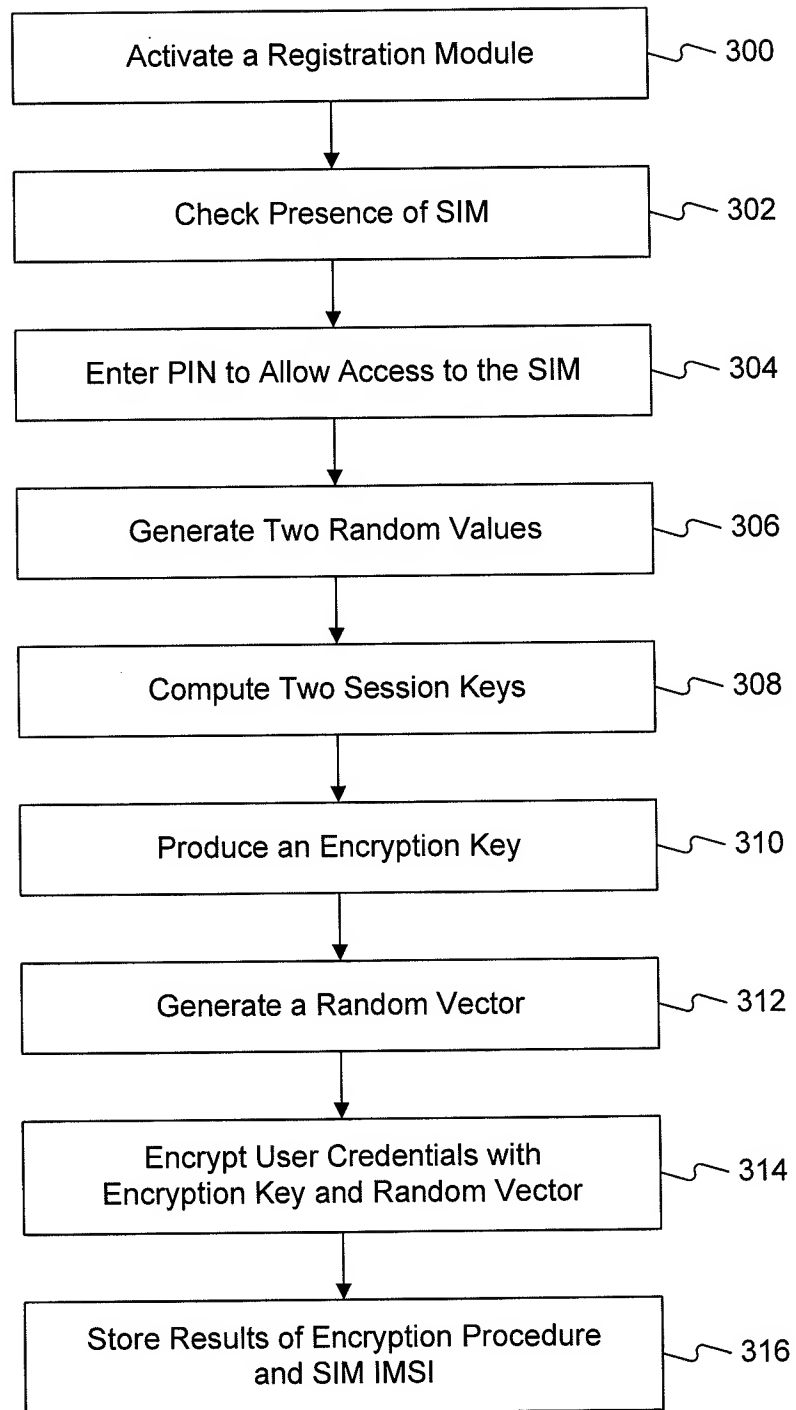 Activate a Registration Module
300
Check Presence of SIM
302
Enter PIN to Allow Access to the SIM
304
Generate Two Random Values
306
Compute Two Session Keys
308
Produce an Encryption Key
310
Generate a Random Vector
312
Encrypt User Credentials with
Encryption Key and Random Vector
314
Store Results of Encryption Procedure
and SIM IMSI
316